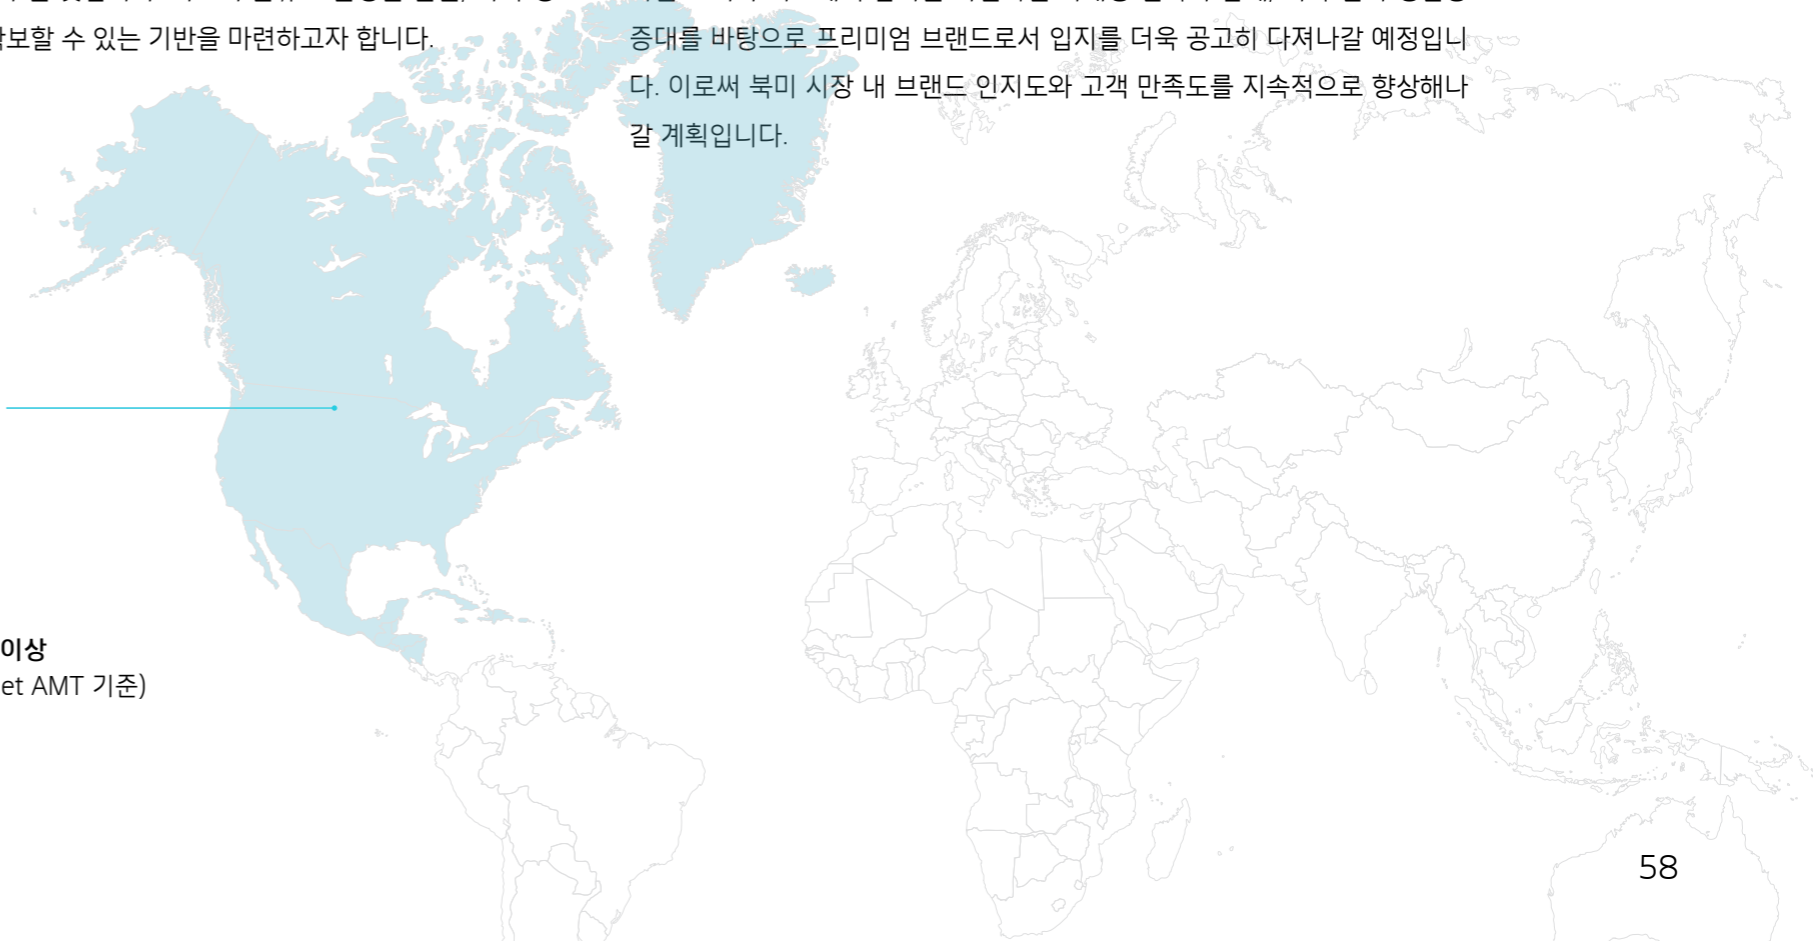 보할 수 있는 기반을 마련하고자 합니다.
증대를 바탕으로 프리미엄 브랜드로서 입지를 더욱 공고히 다져나갈 예정입니
다. 이로써 북미 시장 내 브랜드 인지도와 고객 만족도를 지속적으로 향상해나
갈 계획입니다.
이상
et AMT 기준)
58